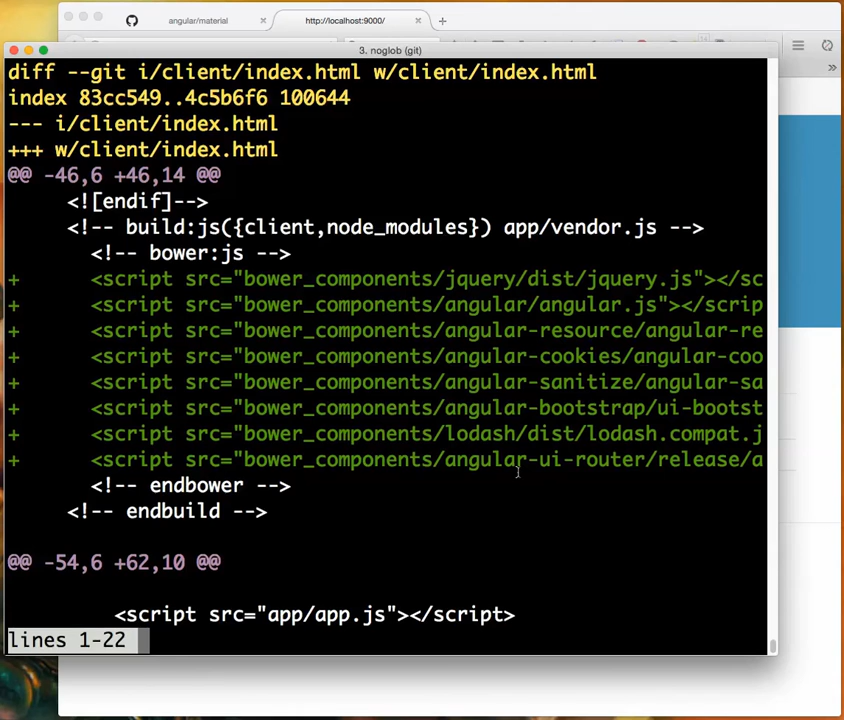 angular/material
http://localhost:9000/
3. noglob (git)
diff --git i/client/index.html w/client/index.html
index 83cc549..4c5b6f6 100644
--- i/client/index.html
+++ w/client/index.html
@@ -46,6 +46,14 @@
<![endif]-->
<!-- build:js({client,node_modules}) app/vendor.js -->
<!-- bower:js -->
+ <script src="bower_components/jquery/dist/jquery.js"></sc
+ <script src="bower_components/angular/angular.js"></scrip
+ <script src="bower_components/angular-resource/angular-re
+ <script src="bower_components/angular-cookies/angular-coo
+ <script src="bower_components/angular-sanitize/angular-sa
+ <script src="bower_components/angular-bootstrap/ui-bootst
+ <script src="bower_components/lodash/dist/lodash.compat.j
+ <script src="bower_components/angular-ui-router/release/a
<!-- endbower -->
<!-- endbuild -->
@@ -54,6 +62,10 @@
<script src="app/app.js"></script>
lines 1-22